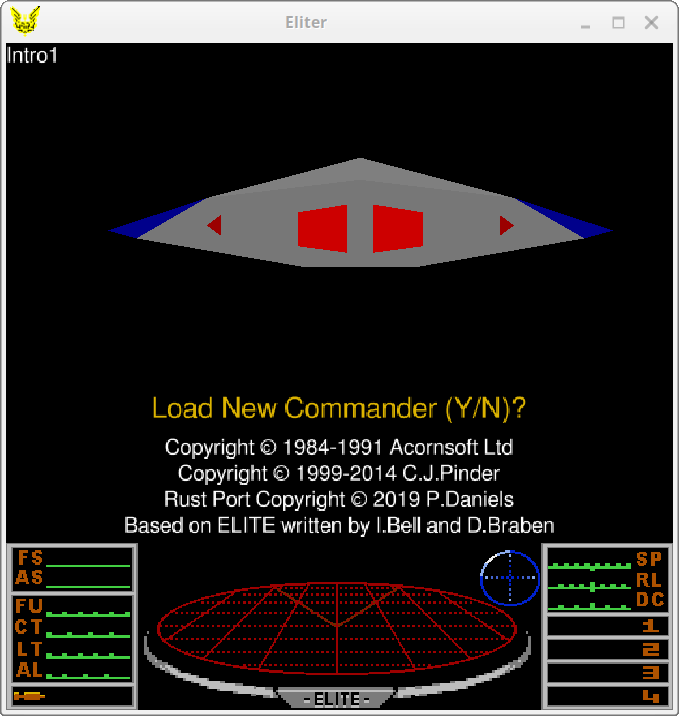 Eliter
Intro1
Load New Commander (Y/N)?
Copyright © 1984-1991 Acornsoft Ltd
Copyright © 1999-2014 C.J.Pinder
Rust Port Copyright © 2019 P.Daniels
Based on ELITE written by I.Bell and D.Braben
FS
AS
FU
CT
LT
AL
-ELITE-
SP
RL
DC
1
2
3
4